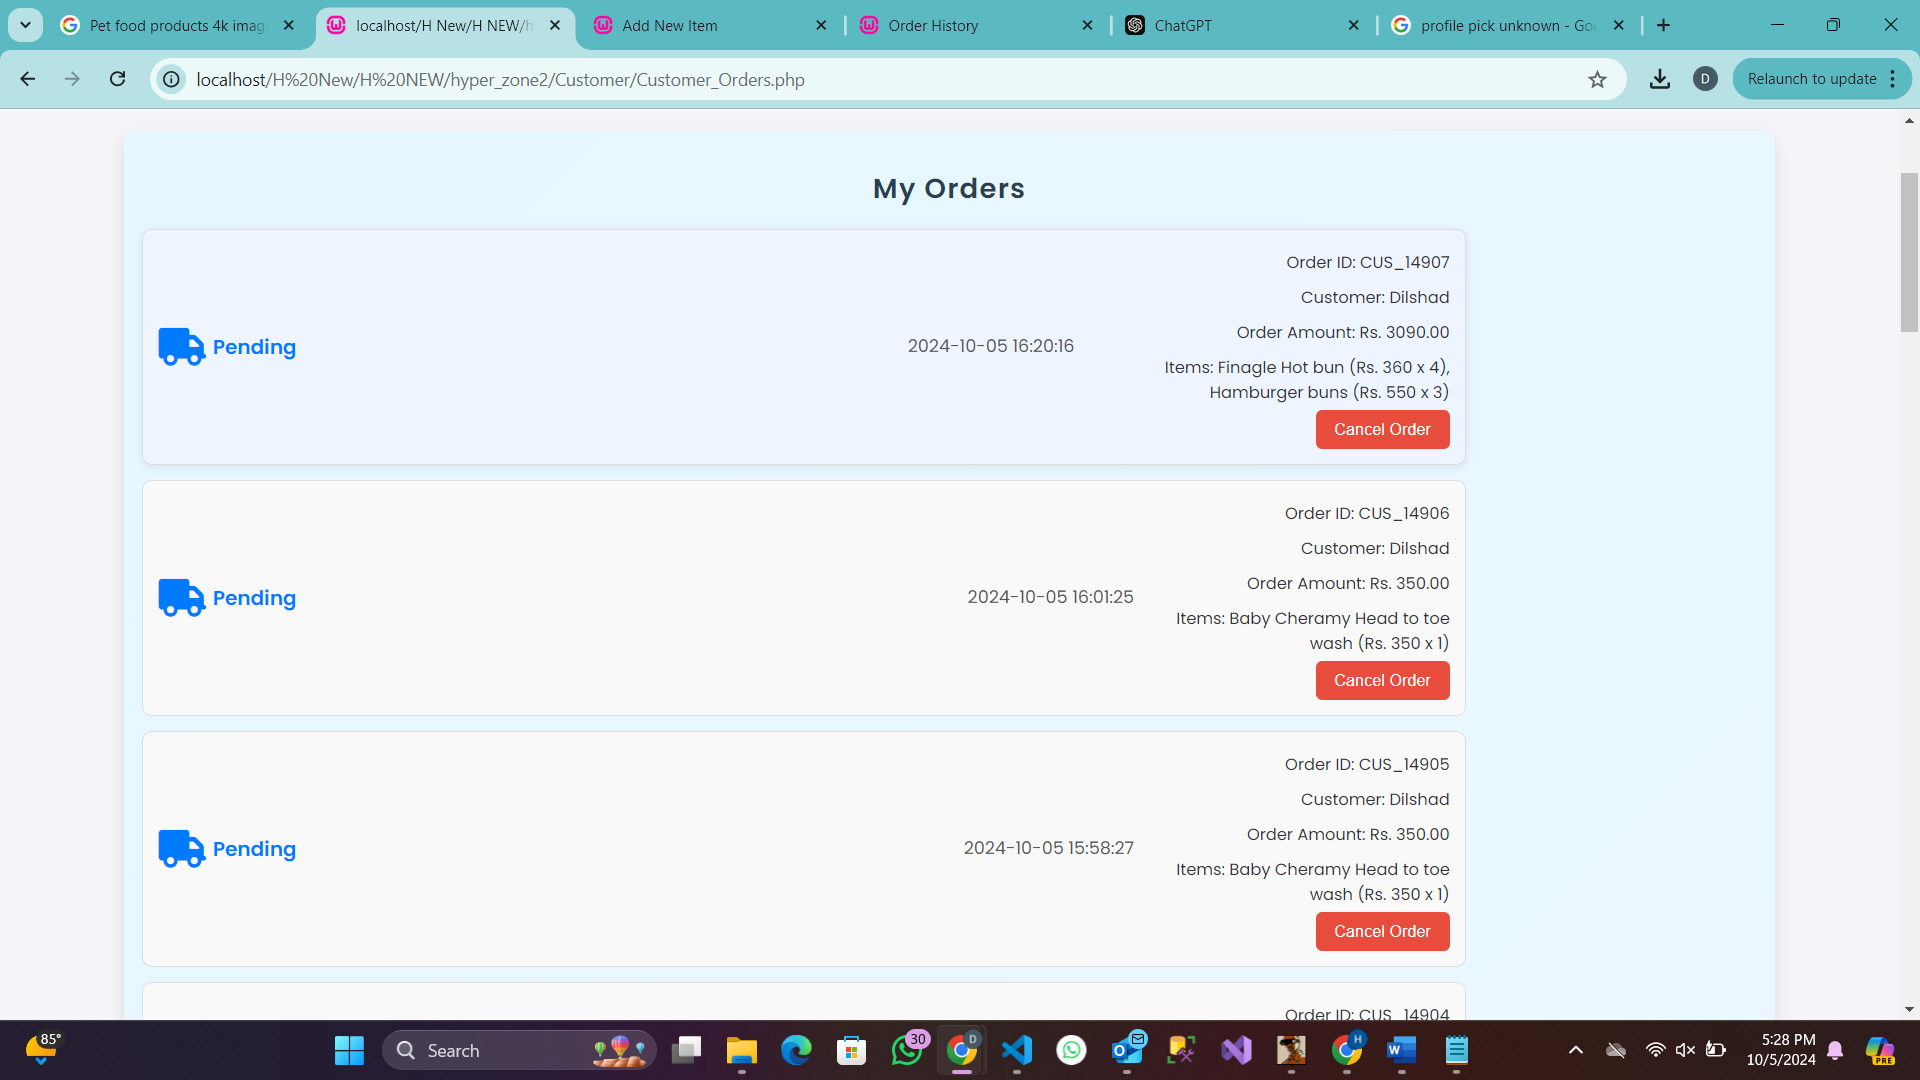 Pet food products 4k imag
localhost/H New/H NEW/h
Add New Item
Order History
ChatGPT
profile pick unknown - Goo
localhost/H%20New/H%20NEW/hyper_zone2/Customer/Customer_Orders.php
D
Relaunch to update
My Orders
Order ID: CUS_14907
Customer: Dilshad
Order Amount: Rs. 3090.00
Pending
2024-10-05 16:20:16
Items: Finagle Hot bun (Rs. 360 x 4),
Hamburger buns (Rs. 550 x 3)
Cancel Order
Order ID: CUS_14906
Customer: Dilshad
Order Amount: Rs. 350.00
Pending
2024-10-05 16:01:25
Items: Baby Cheramy Head to toe
wash (Rs. 350 x 1)
Cancel Order
Order ID: CUS_14905
Customer: Dilshad
Order Amount: Rs. 350.00
Pending
2024-10-05 15:58:27
Items: Baby Cheramy Head to toe
wash (Rs. 350 x 1)
Cancel Order
Order ID: CUS_14904
85°
Search
30
D
H
PRE
5:28 PM
10/5/2024